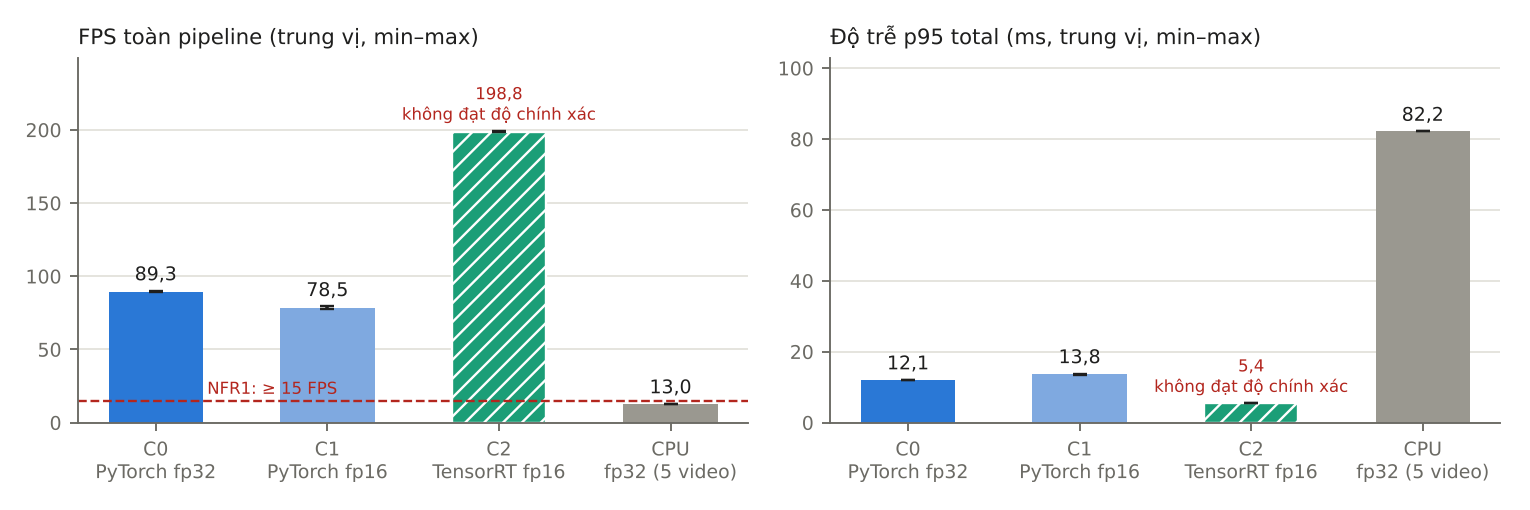 FPS toàn pipeline (trung vị, min–max)
200
150
100
50
0
198,8
không đạt độ chính xác
89,3
78,5
NFR1: ≥ 15 FPS
13,0
C0
PyTorch fp32
C1
PyTorch fp16
C2
TensorRT fp16
CPU
fp32 (5 video)
Độ trễ p95 total (ms, trung vị, min–max)
100
80
60
40
20
0
82,2
12,1
13,8
5,4
không đạt độ chính xác
C0
PyTorch fp32
C1
PyTorch fp16
C2
TensorRT fp16
CPU
fp32 (5 video)